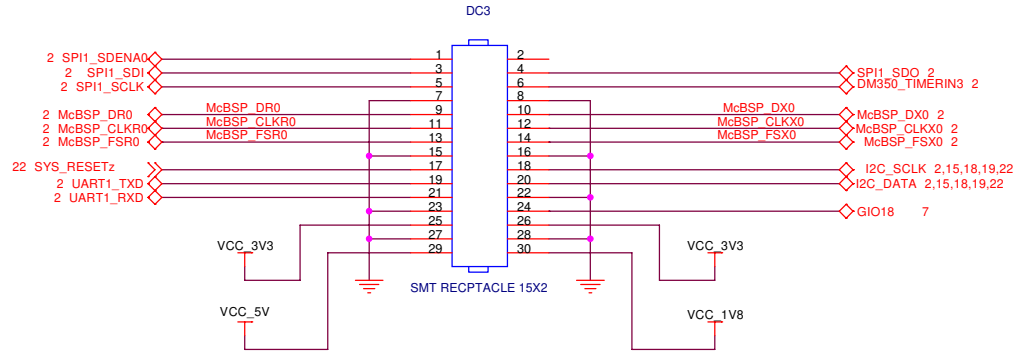 DC3
2 SPI1_SDENA0 1 2
2 SPI1_SDI 3 4 SPI1_SDO 2
2 SPI1_SCLK 5 6 DM350_TIMERIN3 2
7 8
2 McBSP_DR0 McBSP_DR0 9 10 McBSP_DX0 McBSP_DX0 2
2 McBSP_CLKR0 McBSP_CLKR0 11 12 McBSP_CLKX0 McBSP_CLKX0 2
2 McBSP_FSR0 McBSP_FSR0 13 14 McBSP_FSX0 McBSP_FSX0 2
15 16
22 SYS_RESETz 17 18 I2C_SCLK 2,15,18,19,22
2 UART1_TXD 19 20 I2C_DATA 2,15,18,19,22
2 UART1_RXD 21 22
23 24 GIO18 7
25 26
27 28
VCC_3V3 29 30 VCC_3V3
SMT RECPTACLE 15X2
VCC_5V VCC_1V8